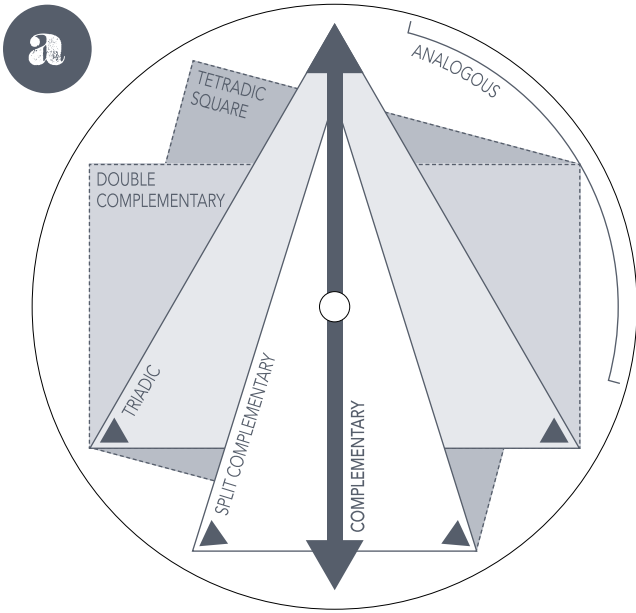 a
ANALOGOUS
TETRADIC
SQUARE
DOUBLE
COMPLEMENTARY
TRIADIC
SPLIT COMPLEMENTARY
COMPLEMENTARY